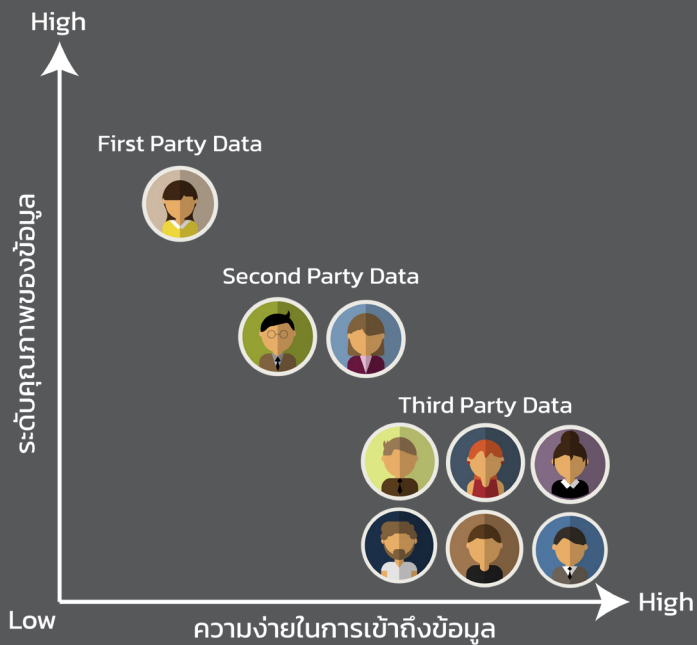 High
First Party Data
Second Party Data
ระดับคุณภาพของข้อมูล
Third Party Data
High
Low
ความง่ายในการเข้าถึงข้อมูล